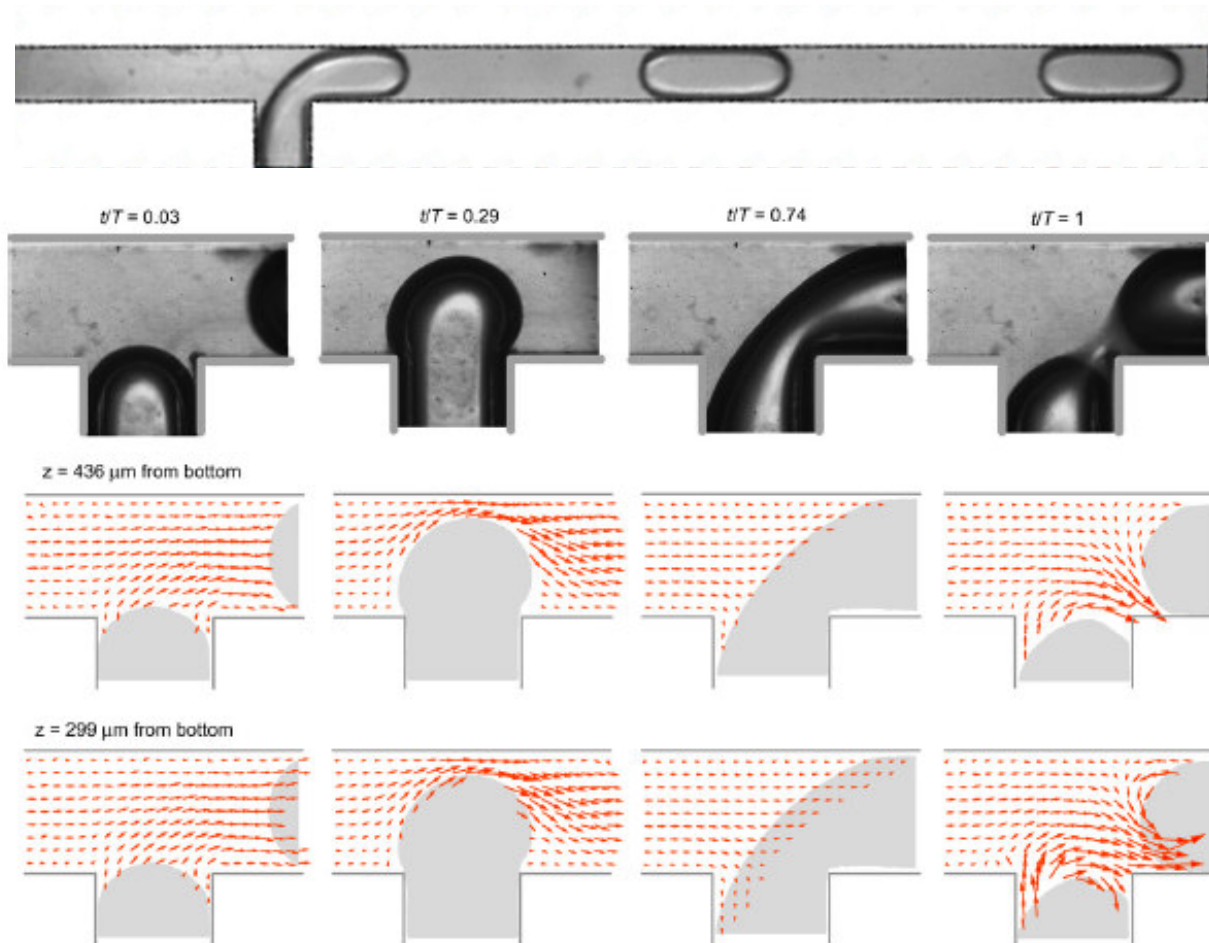 t/T = 0.03 t/T = 0.29 t/T = 0.74 t/T = 1
z = 436 μm from bottom
z = 299 μm from bottom